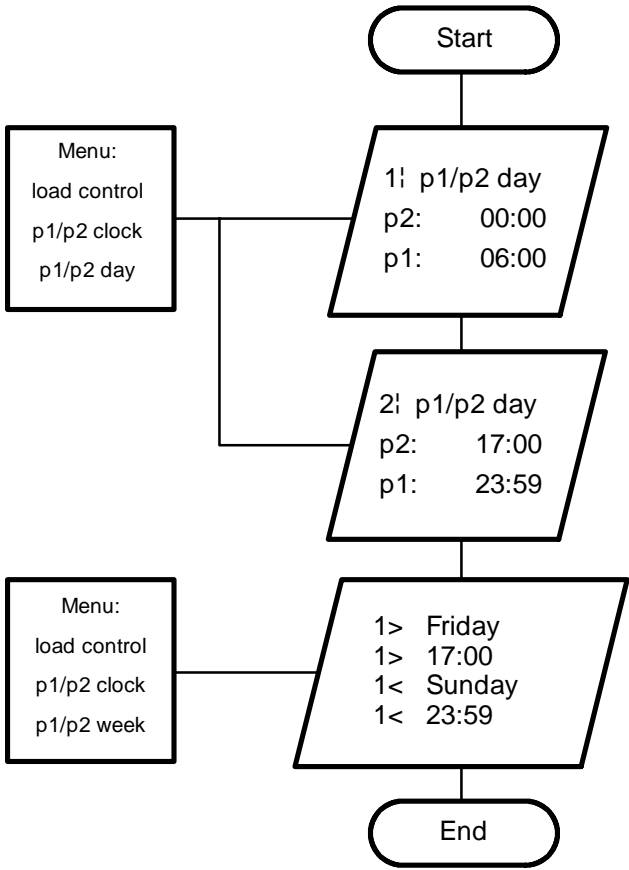 Start
Menu:
load control
p1/p2 clock
p1/p2 day
1¦ p1/p2 day
p2: 00:00
p1: 06:00
2¦ p1/p2 day
p2: 17:00
p1: 23:59
Menu:
load control
p1/p2 clock
p1/p2 week
1> Friday
1> 17:00
1< Sunday
1< 23:59
End